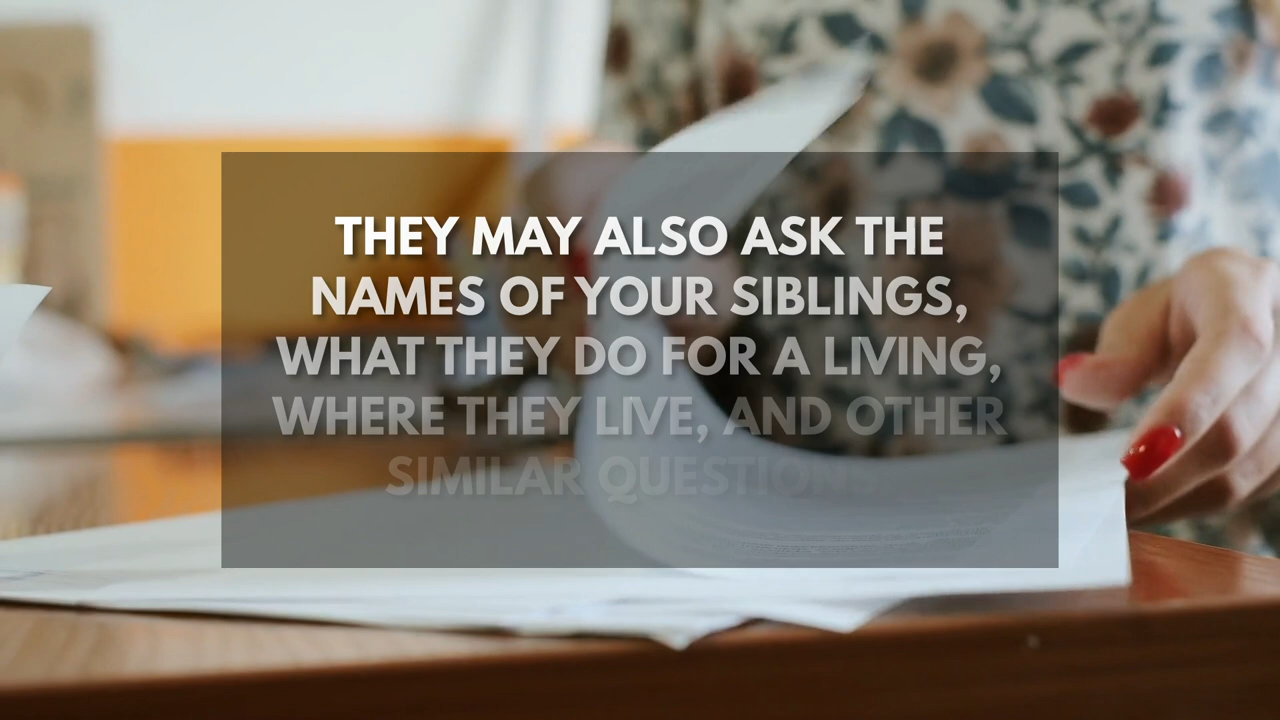 THEY MAY ALSO ASK THE
NAMES OF YOUR SIBLINGS,
WHAT THEY DO FOR A LIVING,
WHERE THEY LIVE, AND OTHER
SIMILAR